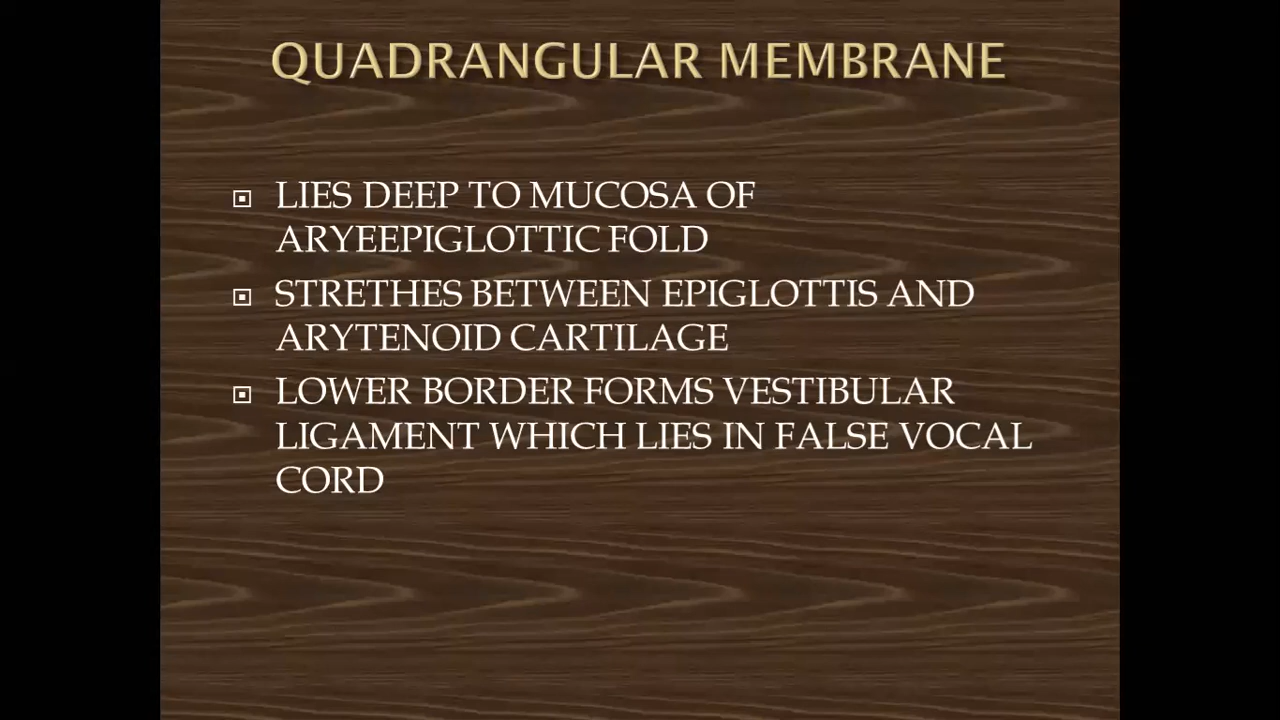 QUADRANGULAR MEMBRANE
LIES DEEP TO MUCOSA OF
ARYEEPIGLOTTIC FOLD
STRETHES BETWEEN EPIGLOTTIS AND
ARYTENOID CARTILAGE
LOWER BORDER FORMS VESTIBULAR
LIGAMENT WHICH LIES IN FALSE VOCAL
CORD